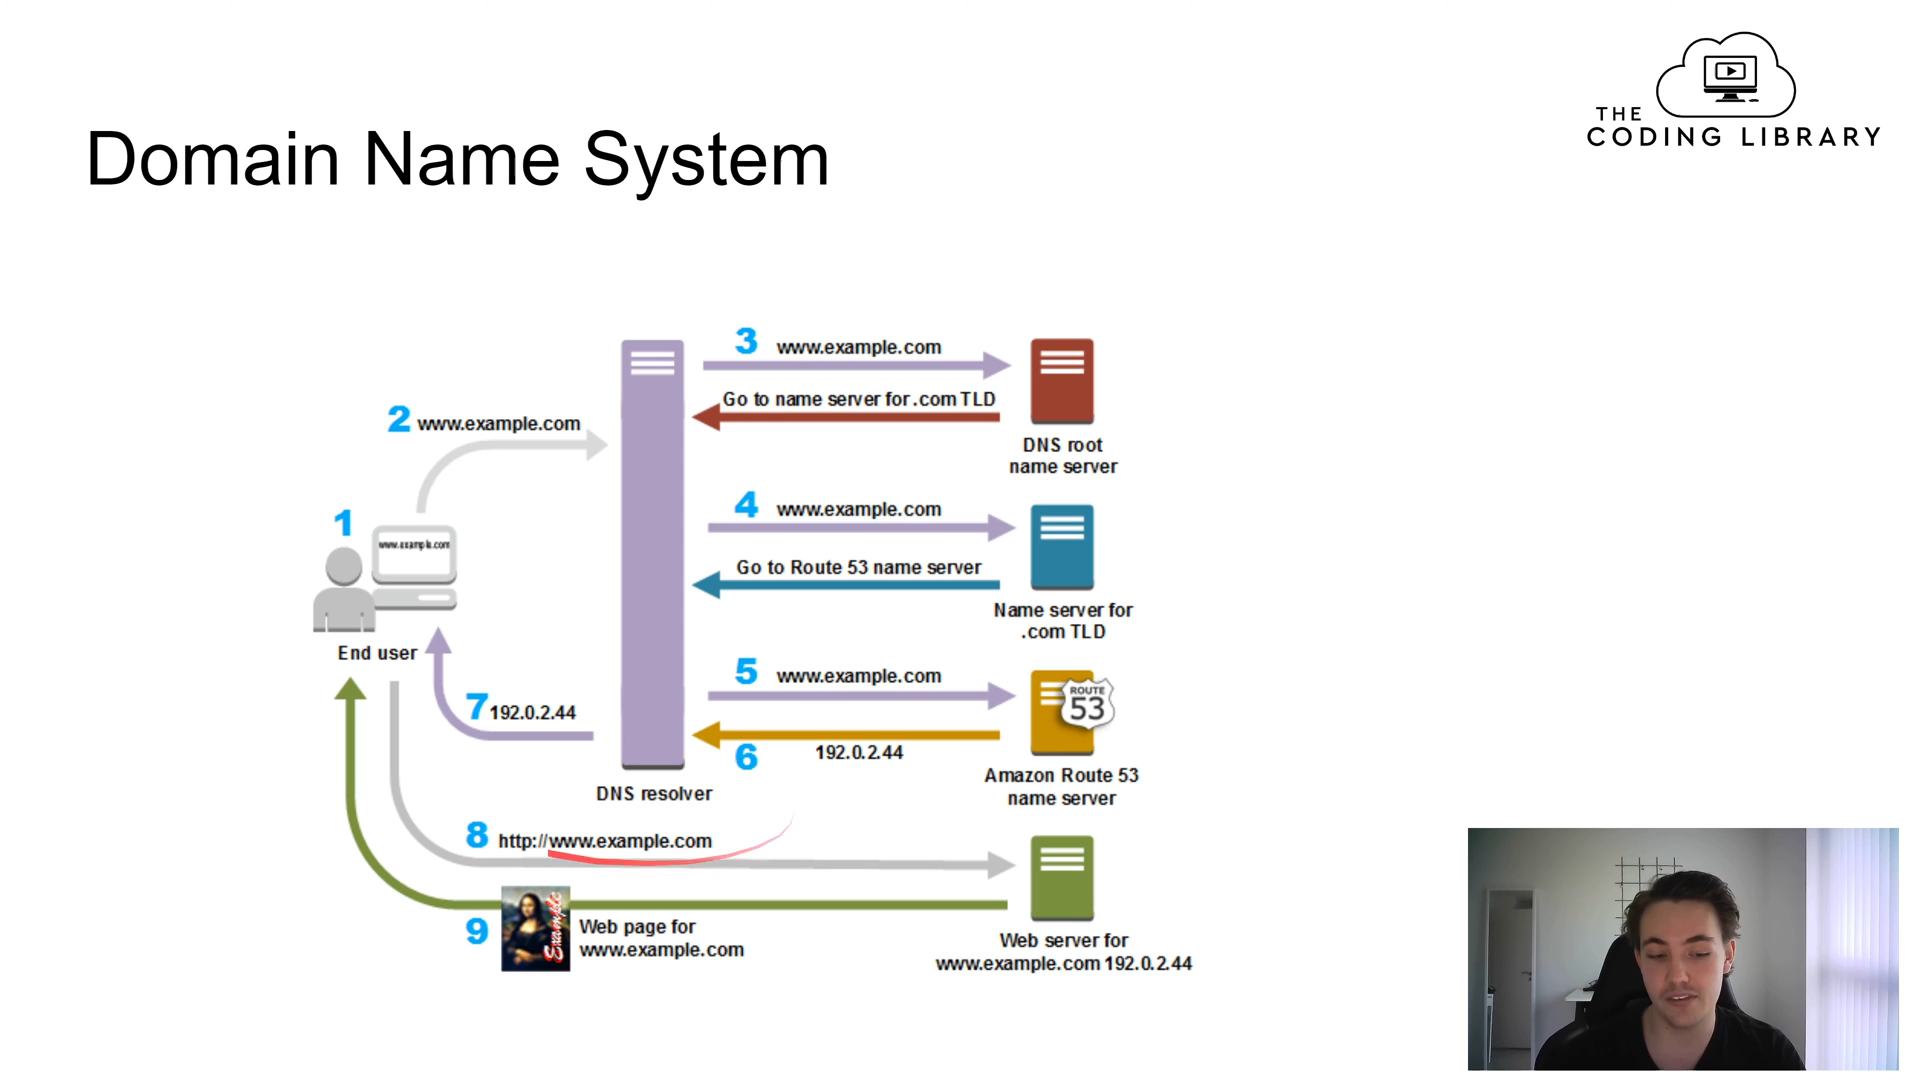 THE
CODING LIBRARY
Domain Name System
3 www.example.com
Go to name server for .com TLD
DNS root
name server
2 www.example.com
4 www.example.com
Go to Route 53 name server
Name server for
.com TLD
1
www.example.com
End user
5 www.example.com
ROUTE
53
6 192.0.2.44
Amazon Route 53
name server
7 192.0.2.44
DNS resolver
8 http://www.example.com
9
Example
Web page for
www.example.com
Web server for
www.example.com 192.0.2.44